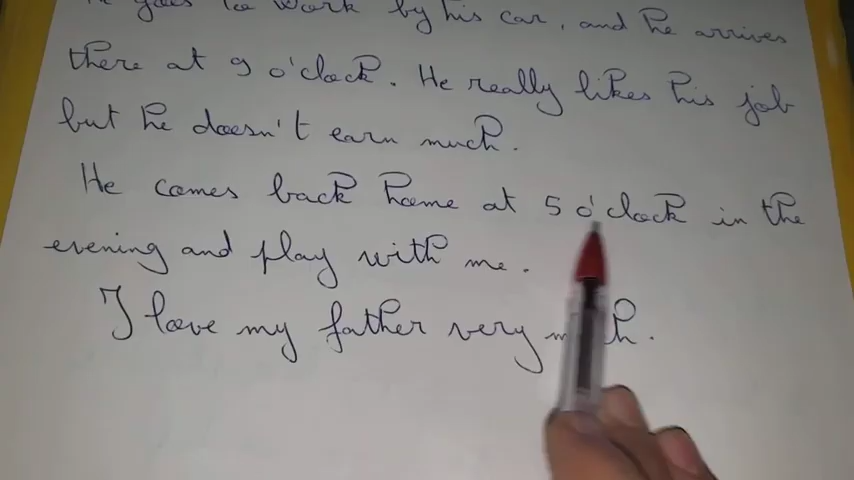 He goes to work by his car, and he arrives
there at 9 o'clock. He really likes his job
but he doesn't earn much.
He comes back home at 5 o'clock in the
evening and play with me.
I love my father very much.